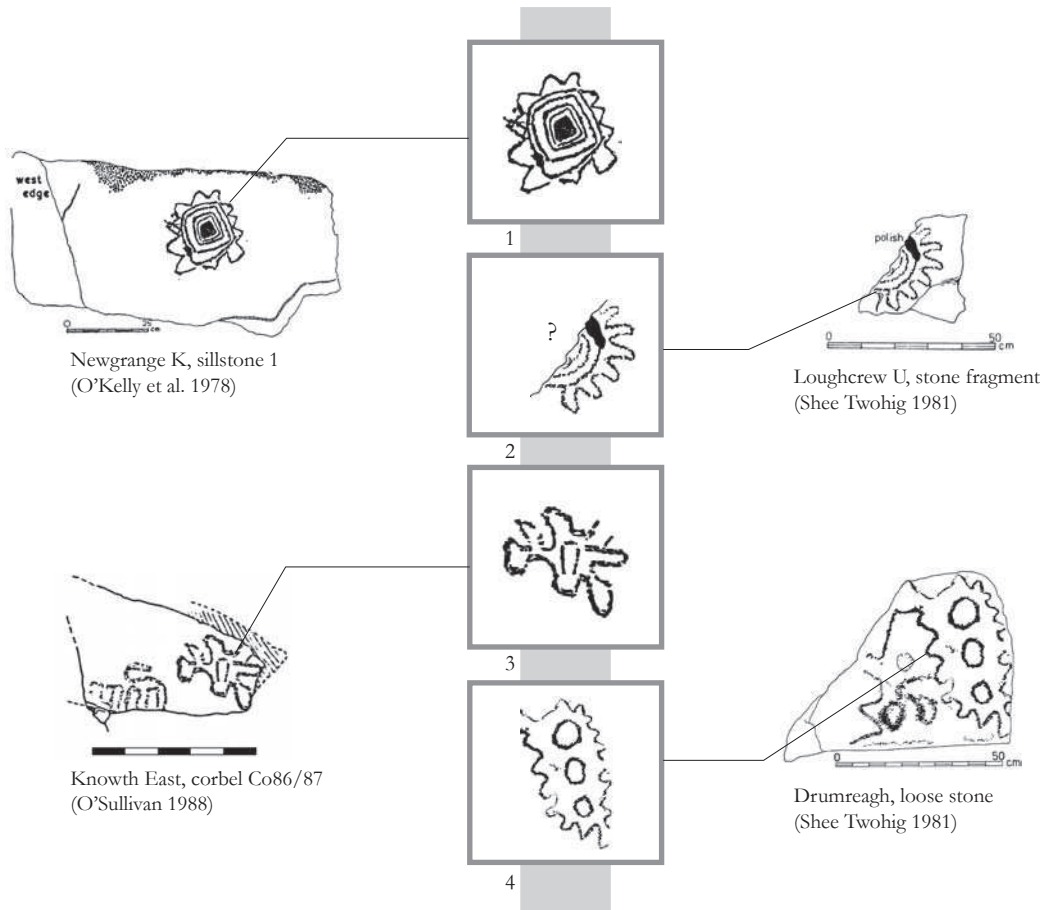 1
west
edge
0 25
cm
Newgrange K, sillstone 1
(O'Kelly et al. 1978)
polish
0 50
cm
Loughcrew U, stone fragment
(Shee Twohig 1981)
?
2
3
Knowth East, corbel Co86/87
(O'Sullivan 1988)
0 50
cm
Drumreagh, loose stone
(Shee Twohig 1981)
4